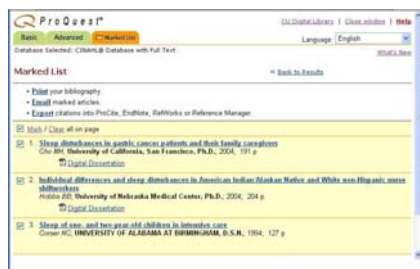 ProQuest®
CU Digital Library | Close window | Help
Basic Advanced Marked List
Language: English
Database Selected: CINAHL® Database with Full Text
What's New
Marked List
Back to Results
• Print your bibliography.
• Email marked articles.
• Export citations into ProCite, EndNote, RefWorks or Reference Manager.
Mark / Clear all on page
1. Sleep disturbances in gastric cancer patients and their family caregivers
Cho MH, University of California, San Francisco, Ph.D., 2004; 191 p
Digital Dissertation
2. Individual differences and sleep disturbances in American Indian/Alaskan Native and White non-Hispanic nurse
shiftworkers
BB, University of Nebraska Medical Center, Ph.D., 2004; 204 p
Digital Dissertation
3. Sleep of one- and two-year-old children in intensive care
Corser NC, UNIVERSITY OF ALABAMA AT BIRMINGHAM, D.S.N., 1994; 127 p